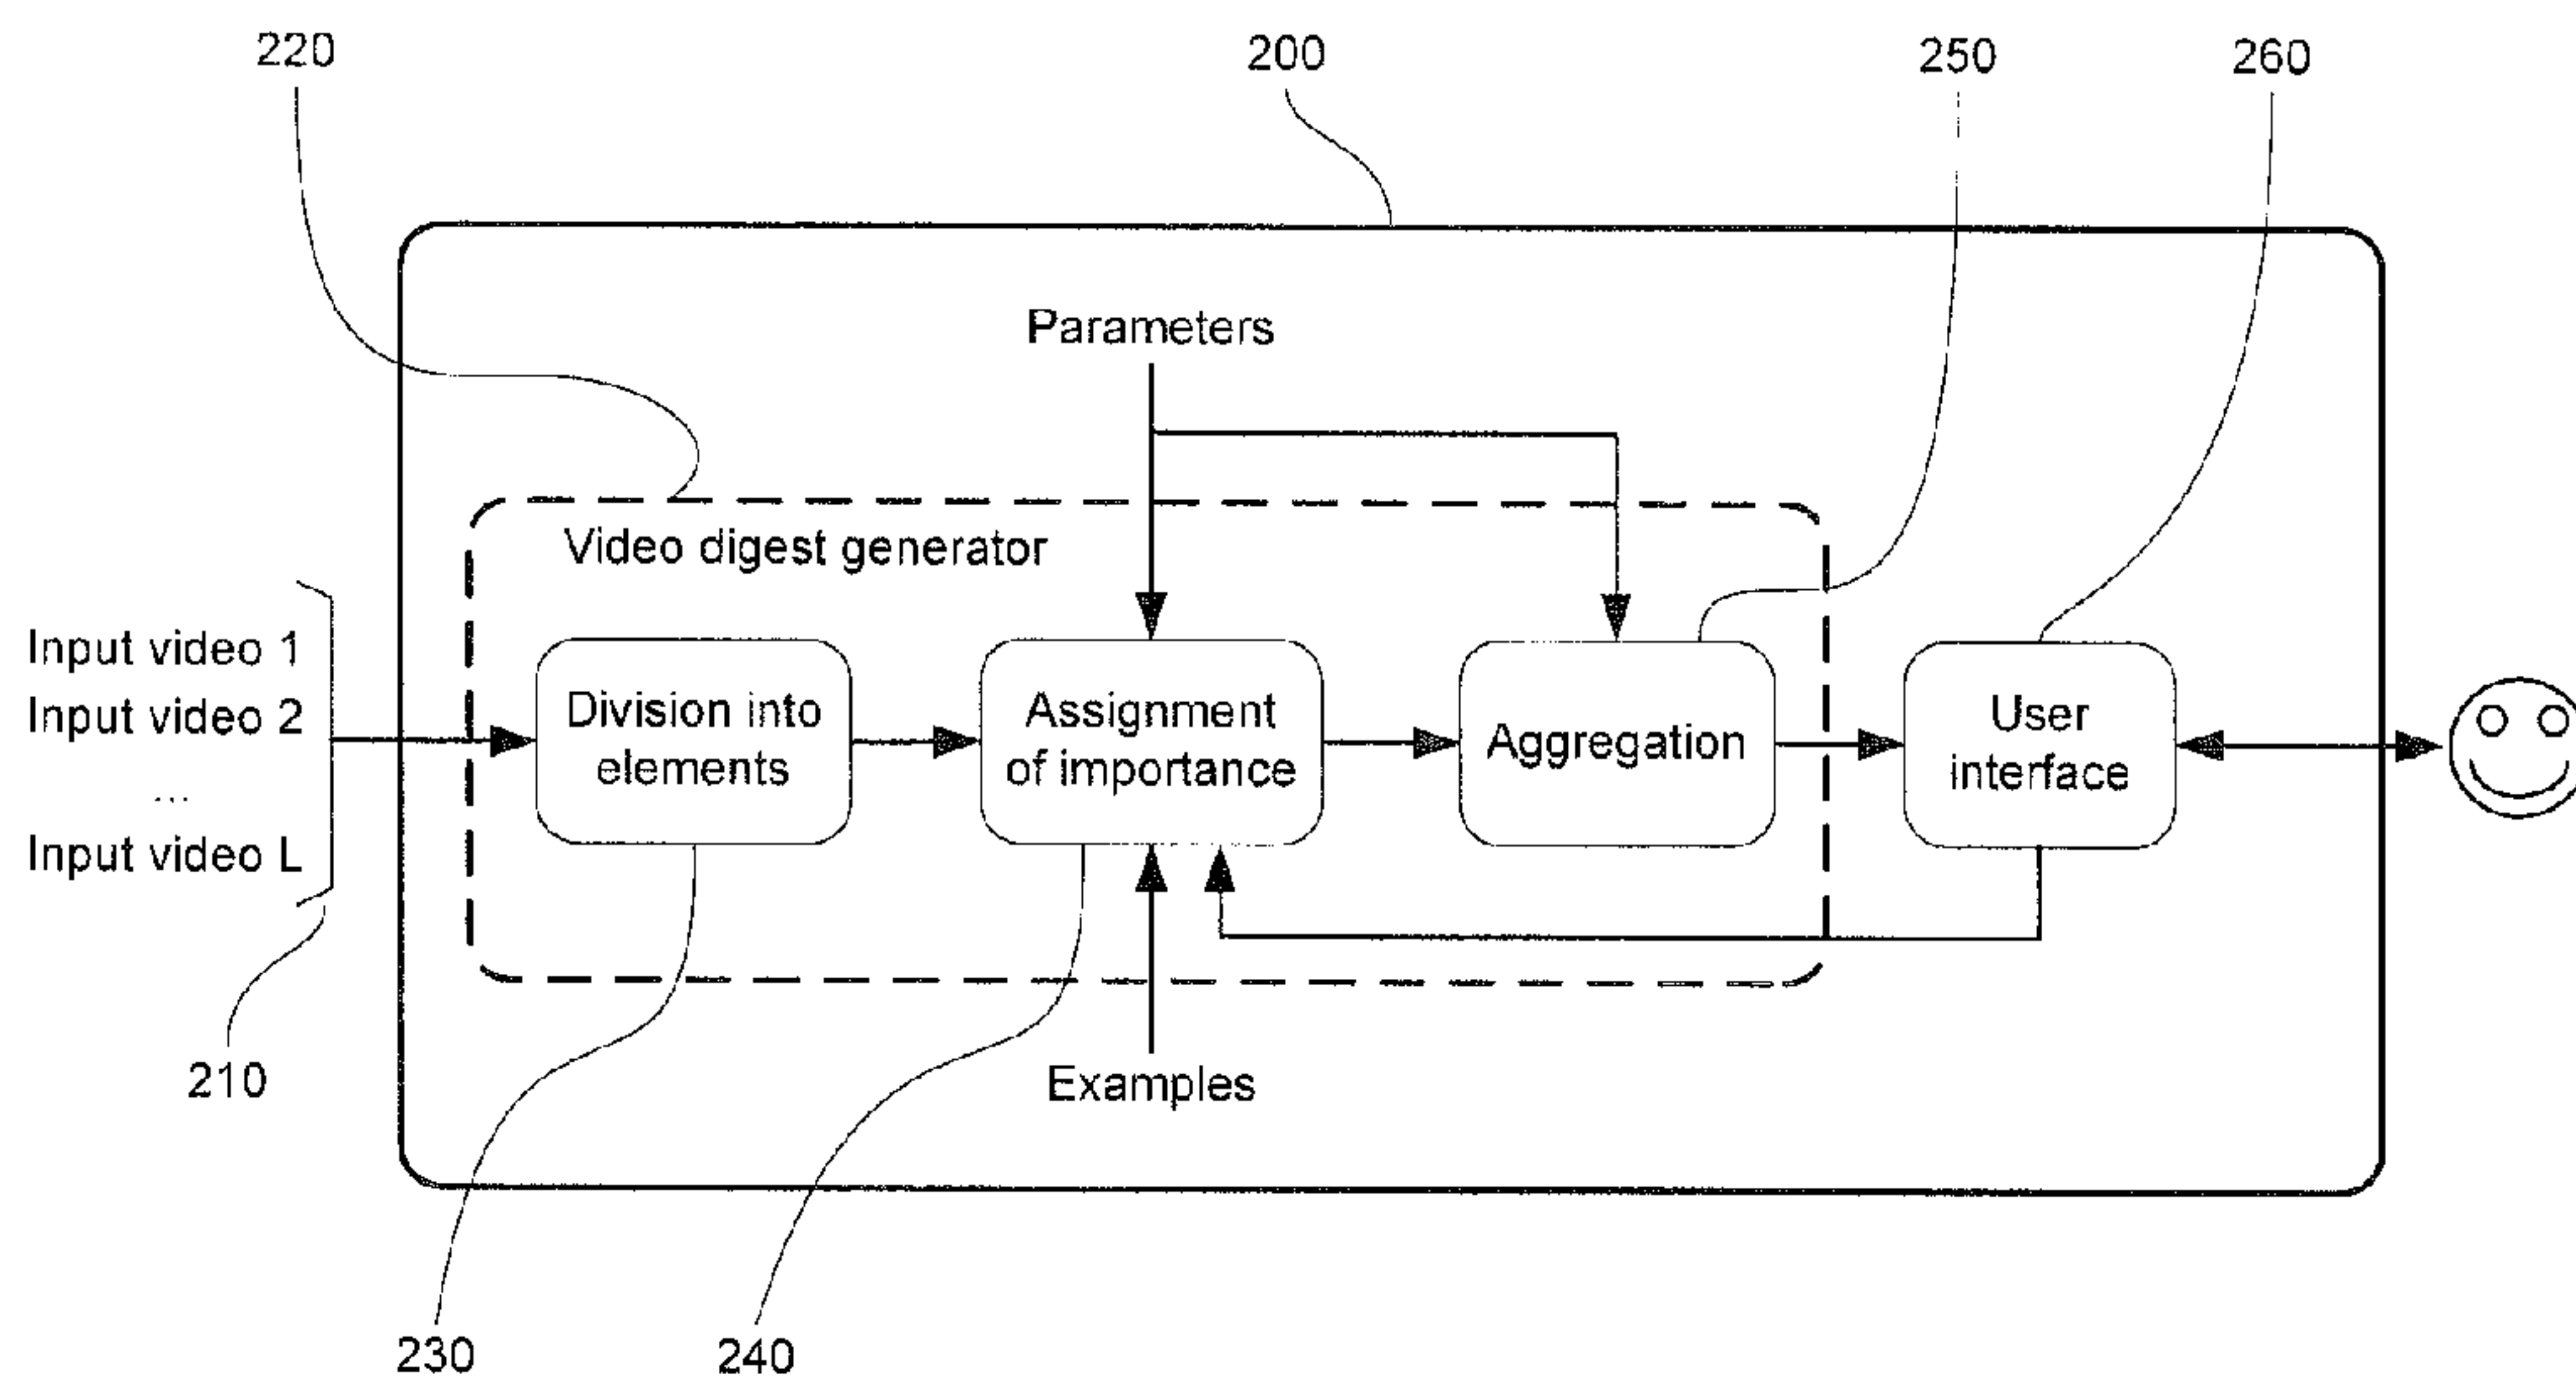 220
200
250
260
Parameters
Video digest generator
Input video 1
Input video 2
...
Input video L
Division into
elements
Assignment
of importance
Aggregation
User
interface
210
Examples
230
240